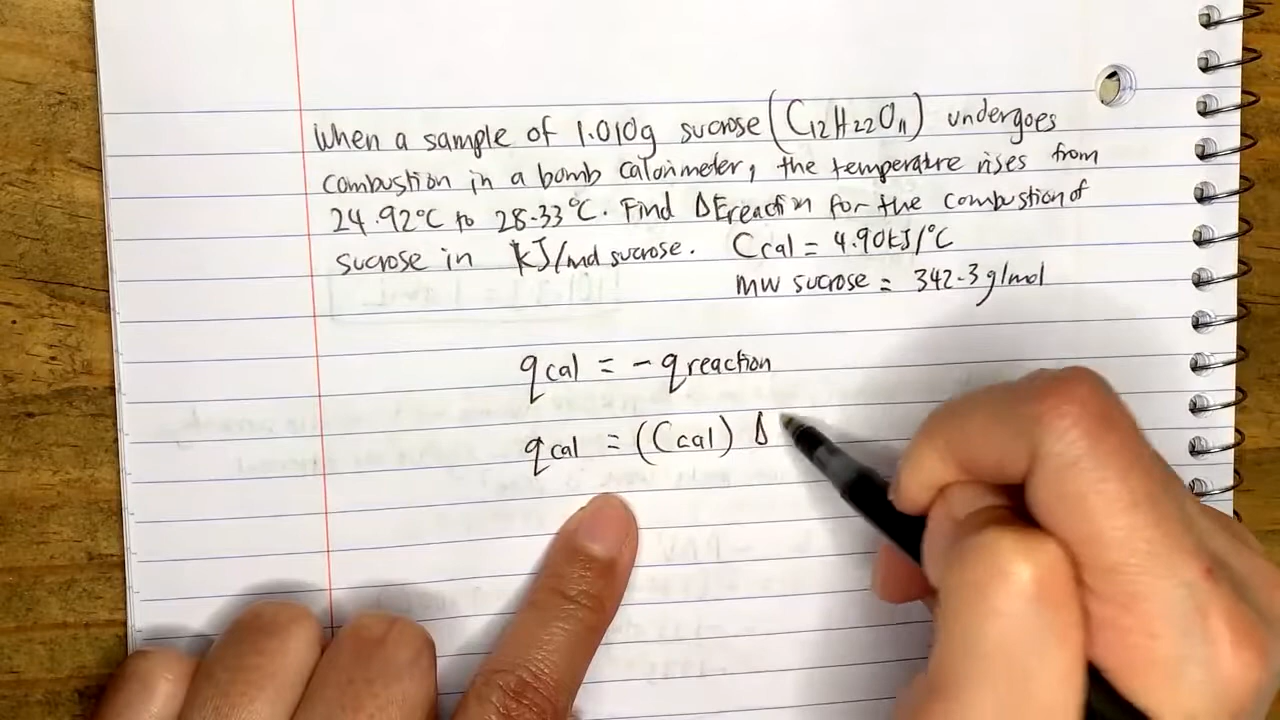 When a sample of 1.010g sucrose (C12H22O11) undergoes
combustion in a bomb calorimeter, the temperature rises from
24.92°C to 28.33°C. Find ΔEreaction for the combustion of
sucrose in kJ/mol sucrose. Ccal = 4.90kJ/°C
MW sucrose = 342.3g/mol
qcal = -qreaction
qcal = (Ccal) Δ